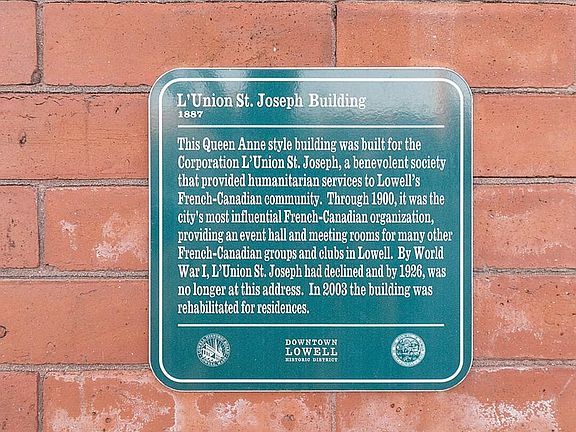 L'Union St. Joseph Building
1887
This Queen Anne style building was built for the
Corporation L'Union St. Joseph, a benevolent society
that provided humanitarian services to Lowell's
French-Canadian community.  Through 1900, it was the
city's most influential French-Canadian organization,
providing an event hall and meeting rooms for many other
French-Canadian groups and clubs in Lowell.  By World
War I, L'Union St. Joseph had declined and by 1926, was
no longer at this address.  In 2003 the building was
rehabilitated for residences.
DOWNTOWN
LOWELL
HISTORIC DISTRICT